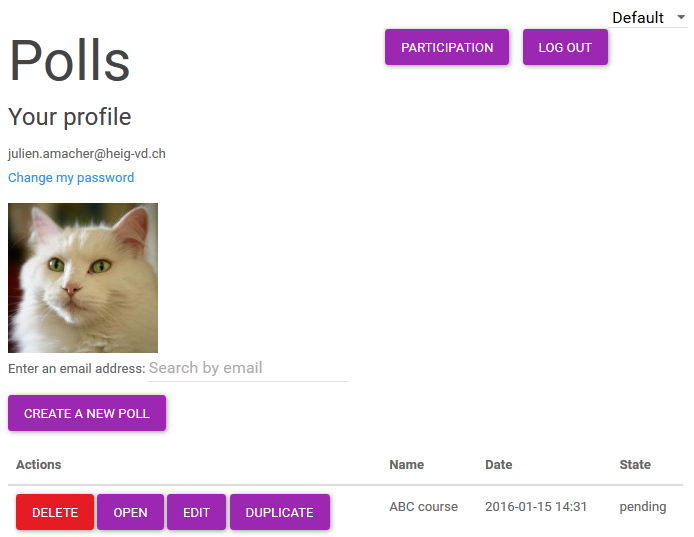 Default
Polls
PARTICIPATION LOG OUT
Your profile
julien.amacher@heig-vd.ch
Change my password
Enter an email address: Search by email
CREATE A NEW POLL
Actions Name Date State
DELETE OPEN EDIT DUPLICATE ABC course 2016-01-15 14:31 pending